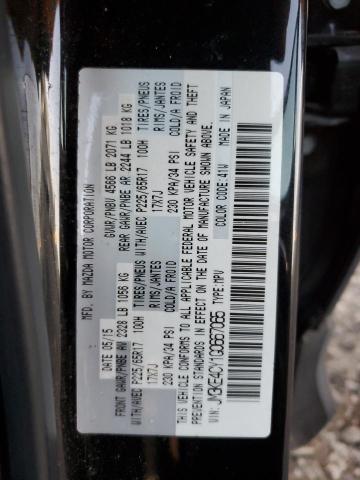 MFD. BY MAZDA MOTOR CORPORATION
DATE 05/15 GVWR/PNBV 4566 LB 2071 KG
FRONT GAWR/PNBE AV 2328 LB 1056 KG REAR GAWR/PNBE AR 2244 LB 1018 KG
TIRES/PNEUS TIRES/PNEUS
WITH/AVEC P225/65R17 100H WITH/AVEC P225/65R17 100H
RIMS/JANTES RIMS/JANTES
17X7J 17X7J
COLD/A FROID COLD/A FROID
230 KPA/34 PSI 230 KPA/34 PSI
THIS VEHICLE CONFORMS TO ALL APPLICABLE FEDERAL MOTOR VEHICLE SAFETY AND THEFT
PREVENTION STANDARDS IN EFFECT ON THE DATE OF MANUFACTURE SHOWN ABOVE.
VIN: TYPE: MPV
COLOR CODE: 41W
MADE IN JAPAN